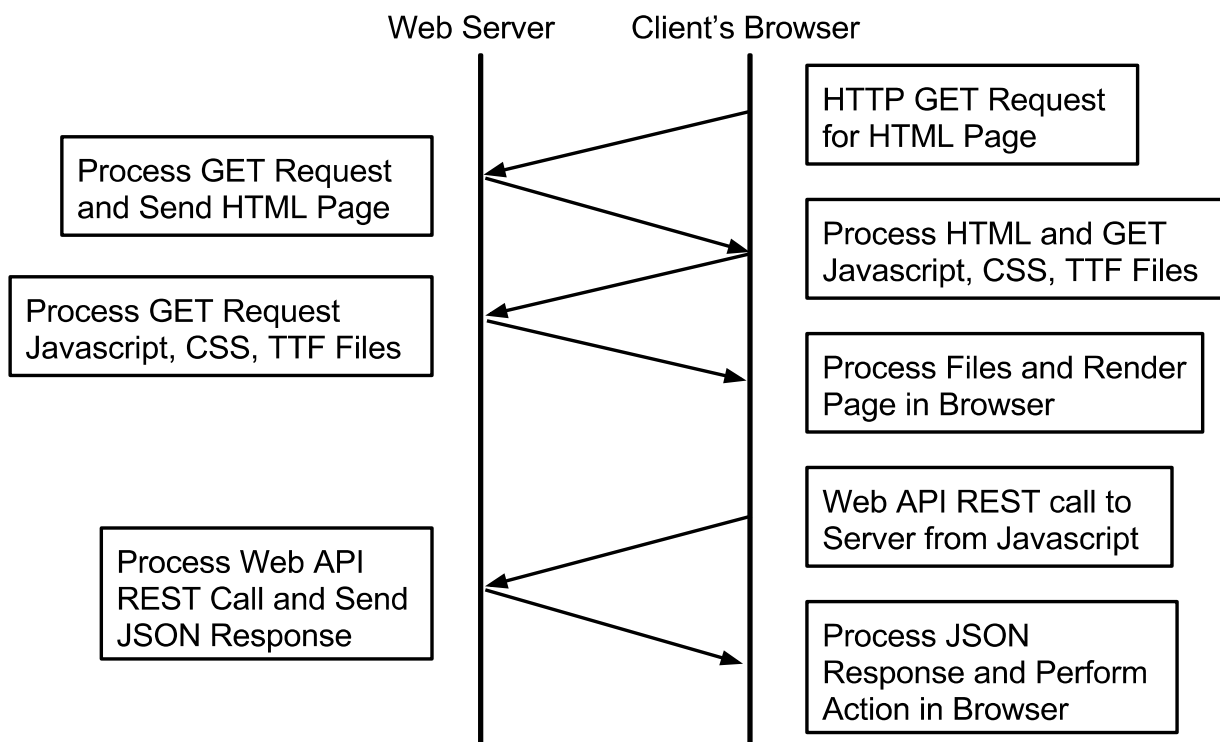 Web Server
Client's Browser
HTTP GET Request
for HTML Page
Process GET Request
and Send HTML Page
Process HTML and GET
Javascript, CSS, TTF Files
Process GET Request
Javascript, CSS, TTF Files
Process Files and Render
Page in Browser
Web API REST call to
Server from Javascript
Process Web API
REST Call and Send
JSON Response
Process JSON
Response and Perform
Action in Browser